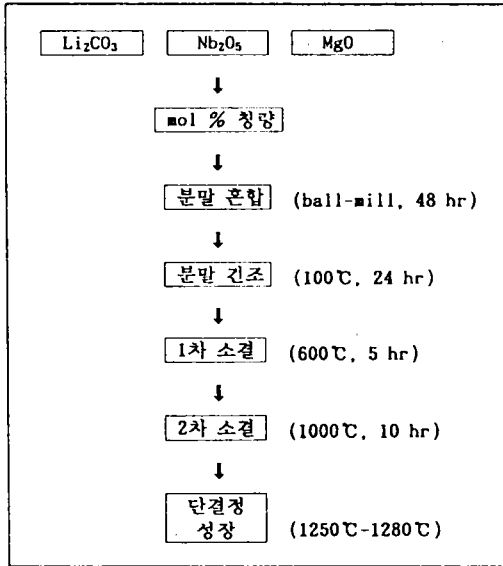 Li₂CO₃ Nb₂O₅ MgO
↓
mol %칭량
↓
분말 혼합 (ball-mill, 48 hr)
↓
분말 건조 (100℃, 24 hr)
↓
1차 소결 (600℃, 5 hr)
↓
2차 소결 (1000℃, 10 hr)
↓
단결정
성장 (1250℃-1280℃)